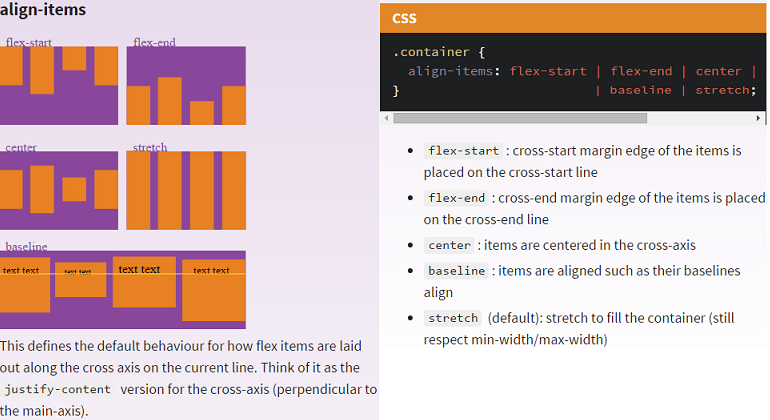 align-items
flex-start
flex-end
center
stretch
baseline
text text
text text
text text
text text
This defines the default behaviour for how flex items are laid
out along the cross axis on the current line. Think of it as the
justify-content version for the cross-axis (perpendicular to
the main-axis).
CSS
.container {
align-items: flex-start | flex-end | center |
} | baseline | stretch;
flex-start : cross-start margin edge of the items is
placed on the cross-start line
flex-end : cross-end margin edge of the items is placed
on the cross-end line
center : items are centered in the cross-axis
baseline : items are aligned such as their baselines
align
stretch (default): stretch to fill the container (still
respect min-width/max-width)